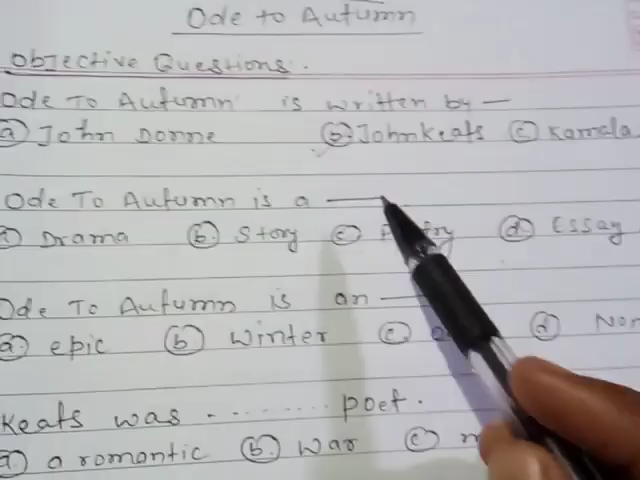 Ode to Autumn
Objective Questions.
Ode To Autumn is written by —
(a) John Donne (b) John Keats (c) Kamala
Ode To Autumn is a —
(a) Drama (b) Story (c) (d) Essay
Ode To Autumn is an —
(a) epic (b) Winter (c) (d) Non
Keats was ........ poet.
(a) a romantic (b) War (c)